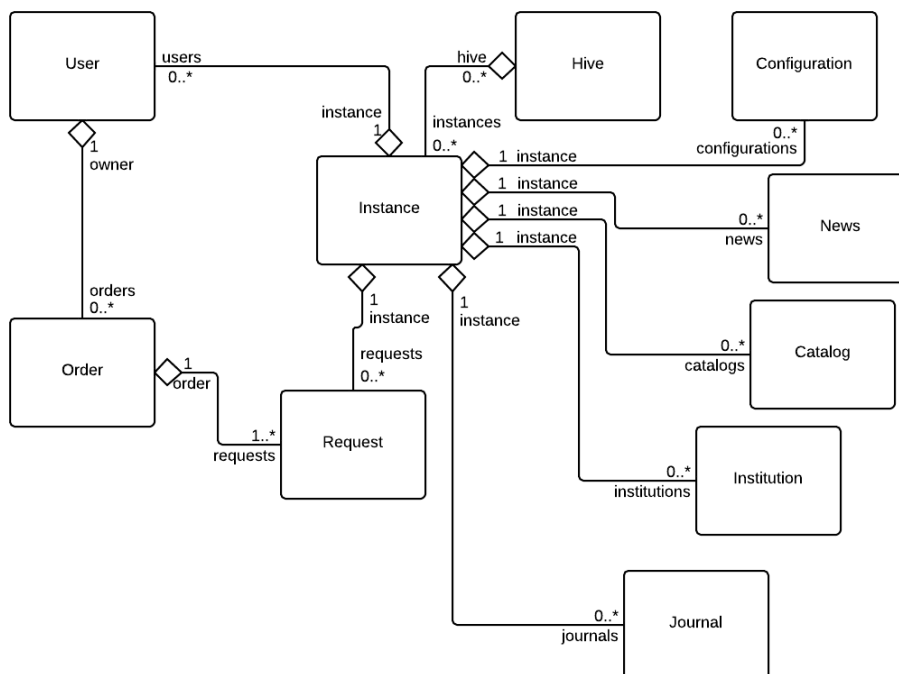 User
users
0..*
hive
0..*
Hive
Configuration
instance
1
instances
0..*
0..*
configurations
1
owner
1 instance
1 instance
1 instance
1 instance
Instance
0..*
news
News
orders
0..*
1
instance
1
instance
requests
0..*
0..*
catalogs
Catalog
Order
1
order
1..*
requests
Request
0..*
institutions
Institution
0..*
journals
Journal